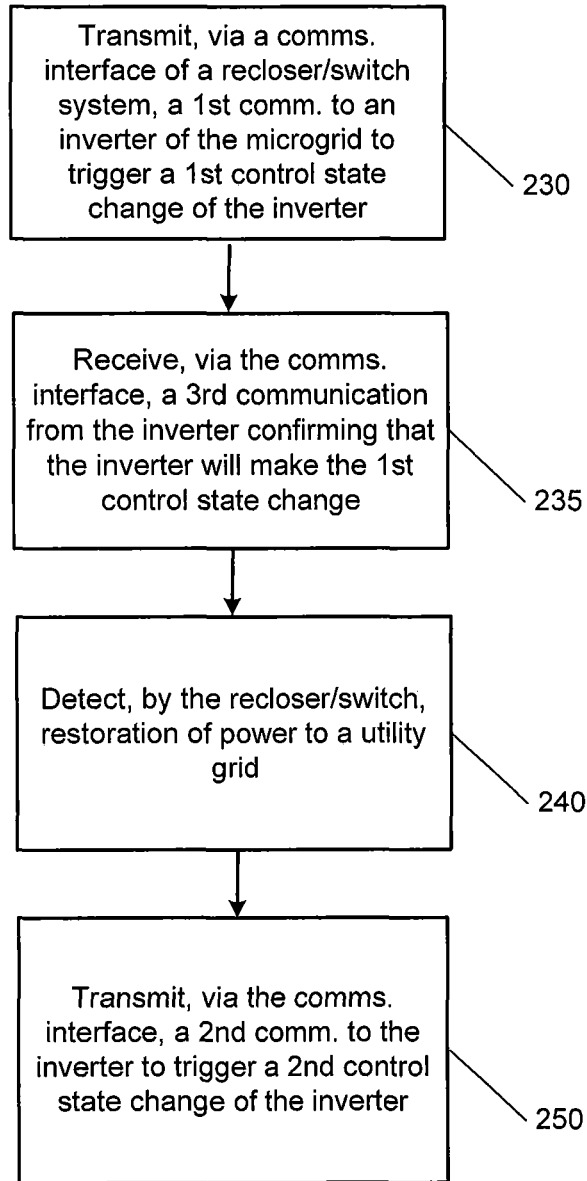 Transmit, via a comms.
interface of a recloser/switch
system, a 1st comm. to an
inverter of the microgrid to
trigger a 1st control state
change of the inverter
230
Receive, via the comms.
interface, a 3rd communication
from the inverter confirming that
the inverter will make the 1st
control state change
235
Detect, by the recloser/switch,
restoration of power to a utility
grid
240
Transmit, via the comms.
interface, a 2nd comm. to the
inverter to trigger a 2nd control
state change of the inverter
250